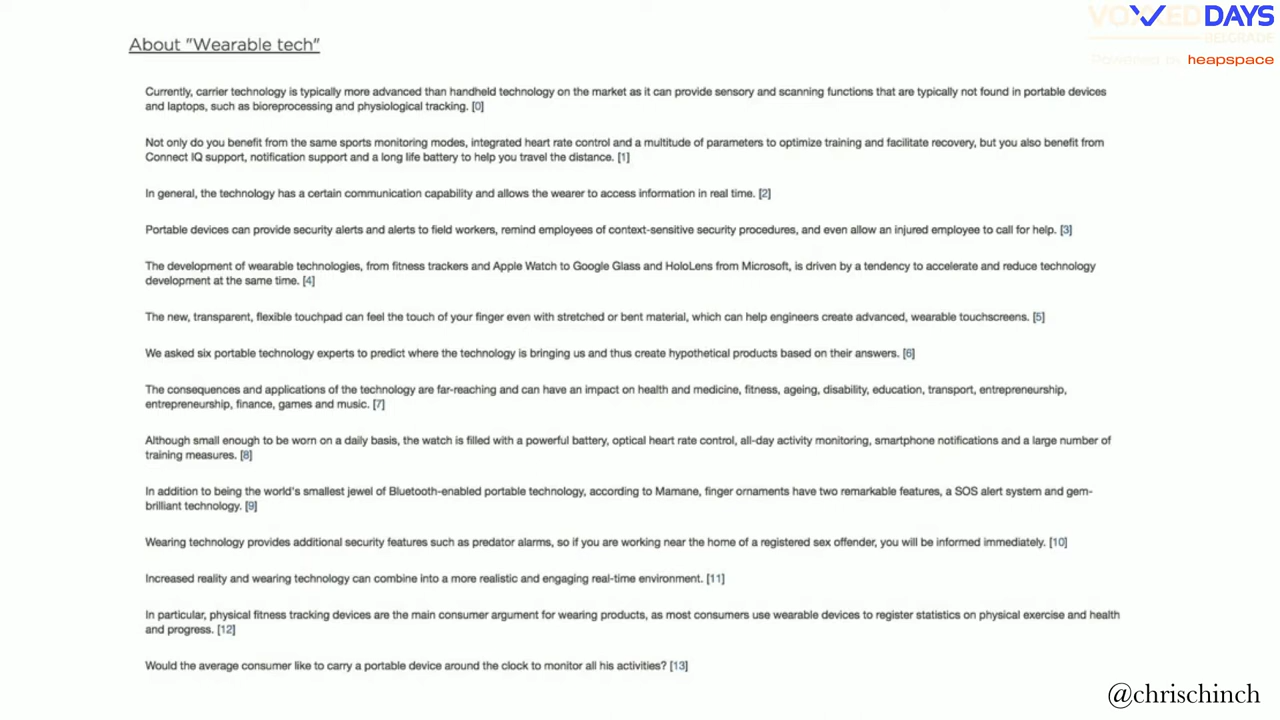 VOXXED DAYS
BELGRADE
Powered by heapspace
About "Wearable tech"
Currently, carrier technology is typically more advanced than handheld technology on the market as it can provide sensory and scanning functions that are typically not found in portable devices
and laptops, such as bioreprocessing and physiological tracking. [0]
Not only do you benefit from the same sports monitoring modes, integrated heart rate control and a multitude of parameters to optimize training and facilitate recovery, but you also benefit from
Connect IQ support, notification support and a long life battery to help you travel the distance. [1]
In general, the technology has a certain communication capability and allows the wearer to access information in real time. [2]
Portable devices can provide security alerts and alerts to field workers, remind employees of context-sensitive security procedures, and even allow an injured employee to call for help. [3]
The development of wearable technologies, from fitness trackers and Apple Watch to Google Glass and HoloLens from Microsoft, is driven by a tendency to accelerate and reduce technology
development at the same time. [4]
The new, transparent, flexible touchpad can feel the touch of your finger even with stretched or bent material, which can help engineers create advanced, wearable touchscreens. [5]
We asked six portable technology experts to predict where the technology is bringing us and thus create hypothetical products based on their answers. [6]
The consequences and applications of the technology are far-reaching and can have an impact on health and medicine, fitness, ageing, disability, education, transport, entrepreneurship,
entrepreneurship, finance, games and music. [7]
Although small enough to be worn on a daily basis, the watch is filled with a powerful battery, optical heart rate control, all-day activity monitoring, smartphone notifications and a large number of
training measures. [8]
In addition to being the world's smallest jewel of Bluetooth-enabled portable technology, according to Mamane, finger ornaments have two remarkable features, a SOS alert system and gem-
brilliant technology. [9]
Wearing technology provides additional security features such as predator alarms, so if you are working near the home of a registered sex offender, you will be informed immediately. [10]
Increased reality and wearing technology can combine into a more realistic and engaging real-time environment. [11]
In particular, physical fitness tracking devices are the main consumer argument for wearing products, as most consumers use wearable devices to register statistics on physical exercise and health
and progress. [12]
Would the average consumer like to carry a portable device around the clock to monitor all his activities? [13]
@chrischinch